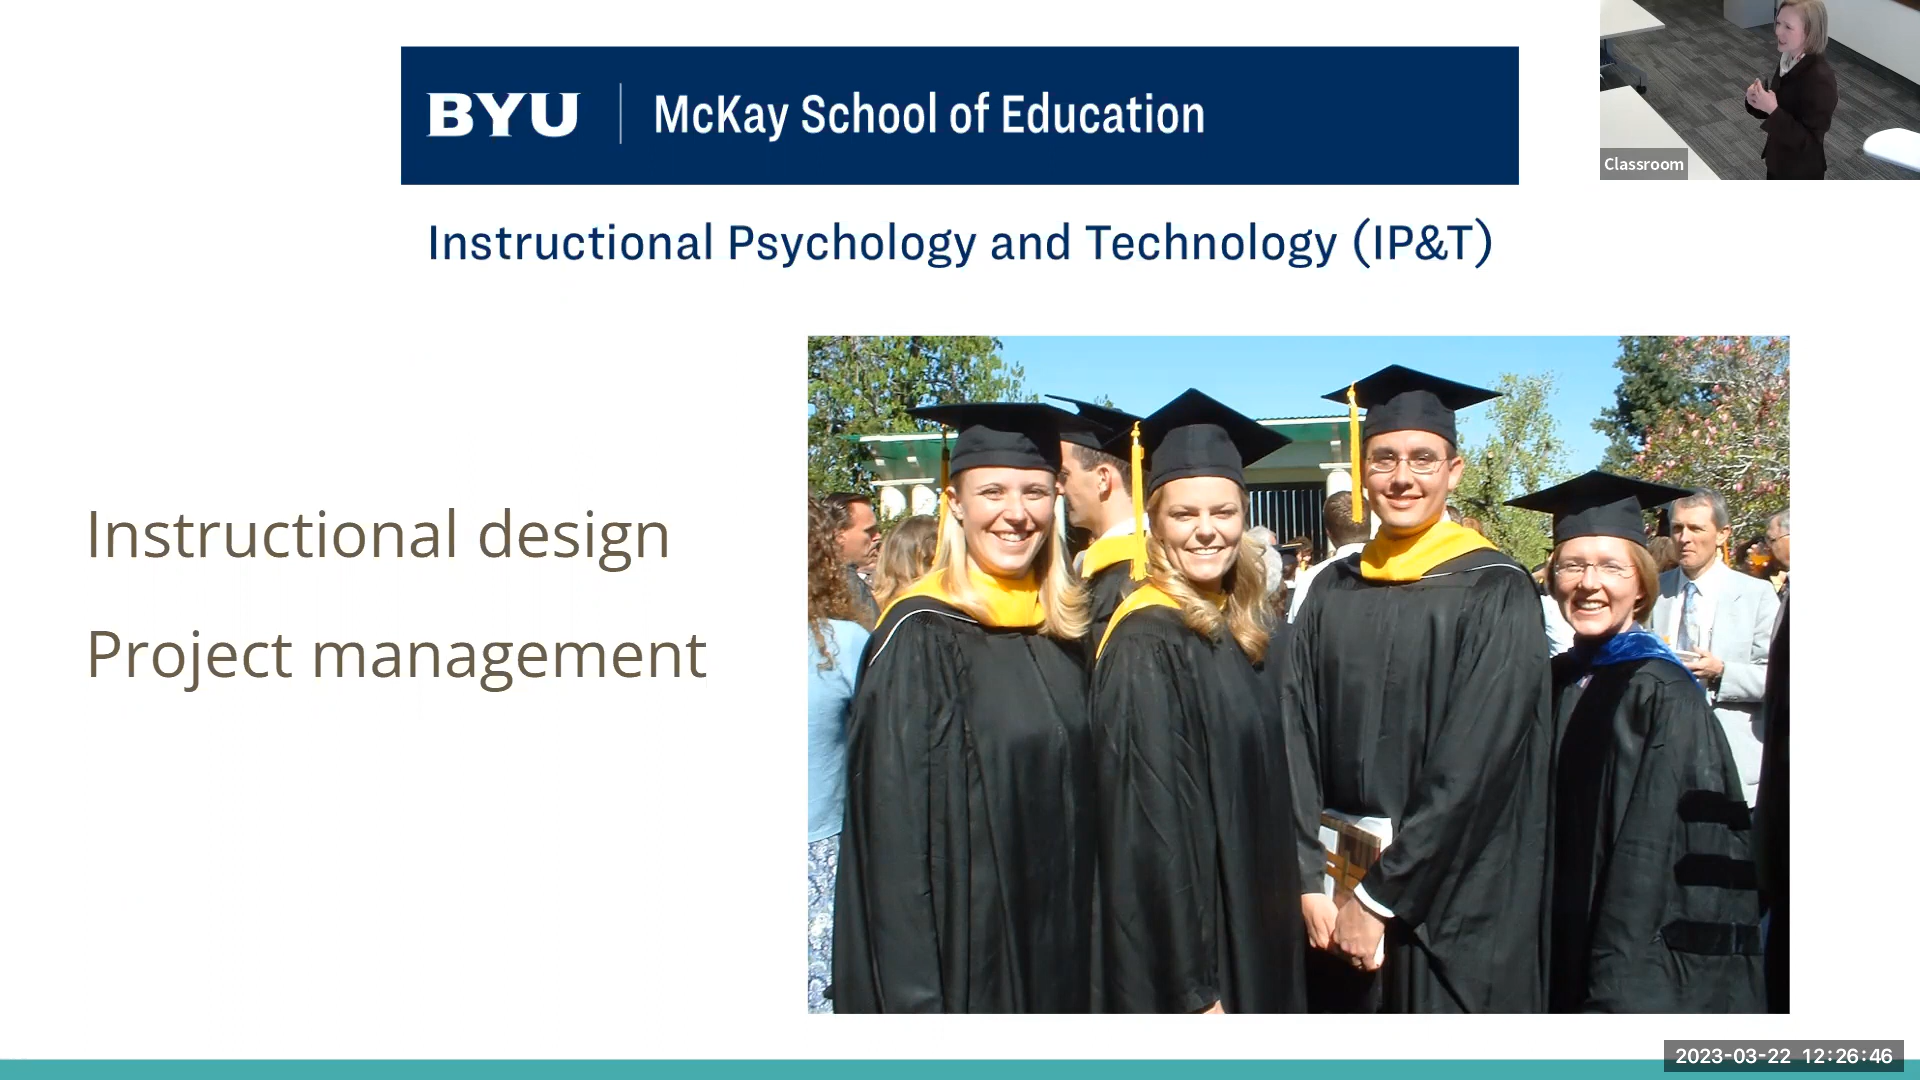 BYU | McKay School of Education
Classroom
Instructional Psychology and Technology (IP&T)
Instructional design
Project management
2023-03-22 12:26:46